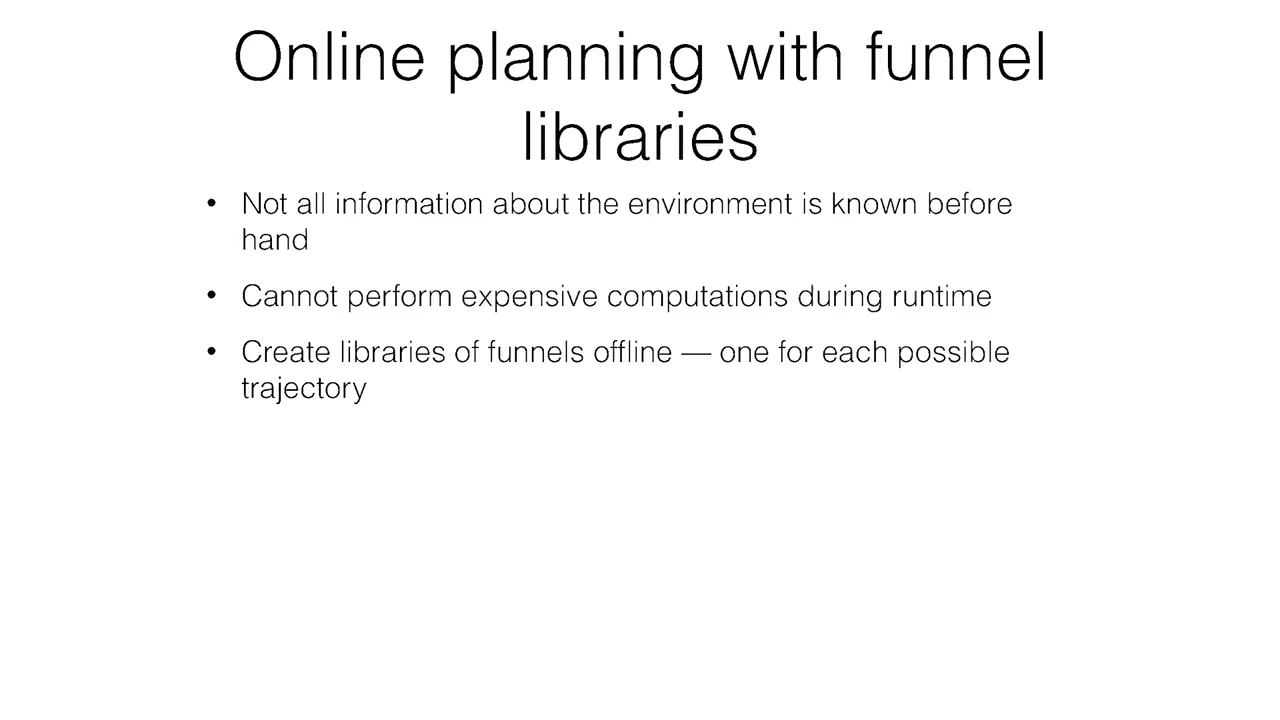 Online planning with funnel
libraries
• Not all information about the environment is known before
hand
• Cannot perform expensive computations during runtime
• Create libraries of funnels offline — one for each possible
trajectory